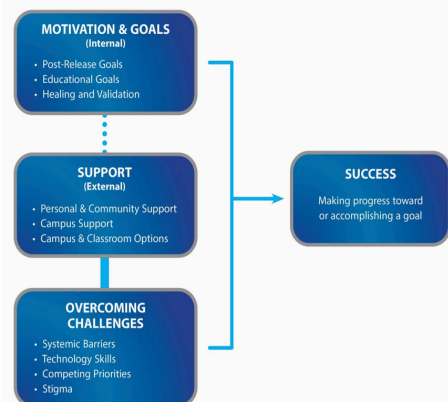 MOTIVATION & GOALS
(Internal)
• Post-Release Goals
• Educational Goals
• Healing and Validation
SUPPORT
(External)
• Personal & Community Support
• Campus Support
• Campus & Classroom Options
OVERCOMING
CHALLENGES
• Systemic Barriers
• Technology Skills
• Competing Priorities
• Stigma
SUCCESS
Making progress toward
or accomplishing a goal